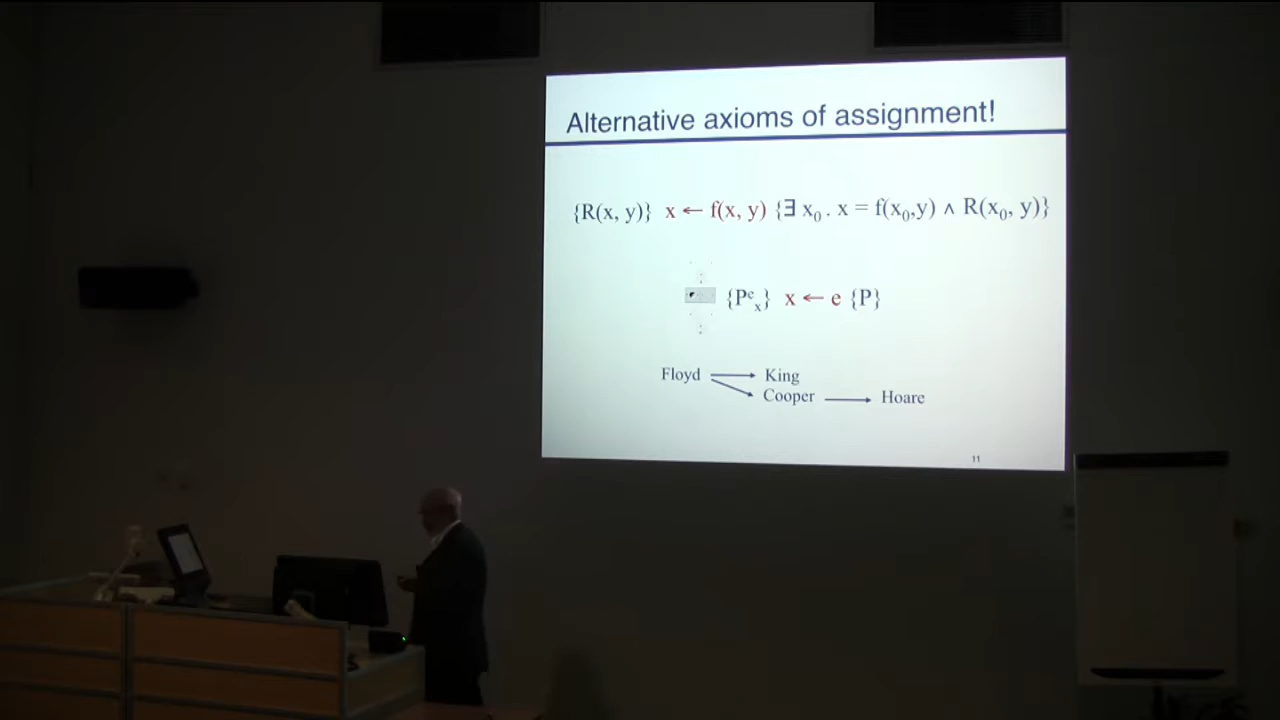 Alternative axioms of assignment!
{R(x, y)} x ← f(x, y) {∃ x₀ . x = f(x₀,y) ∧ R(x₀, y)}
{Pᵉₓ} x ← e {P}
Floyd → King
Cooper → Hoare
11